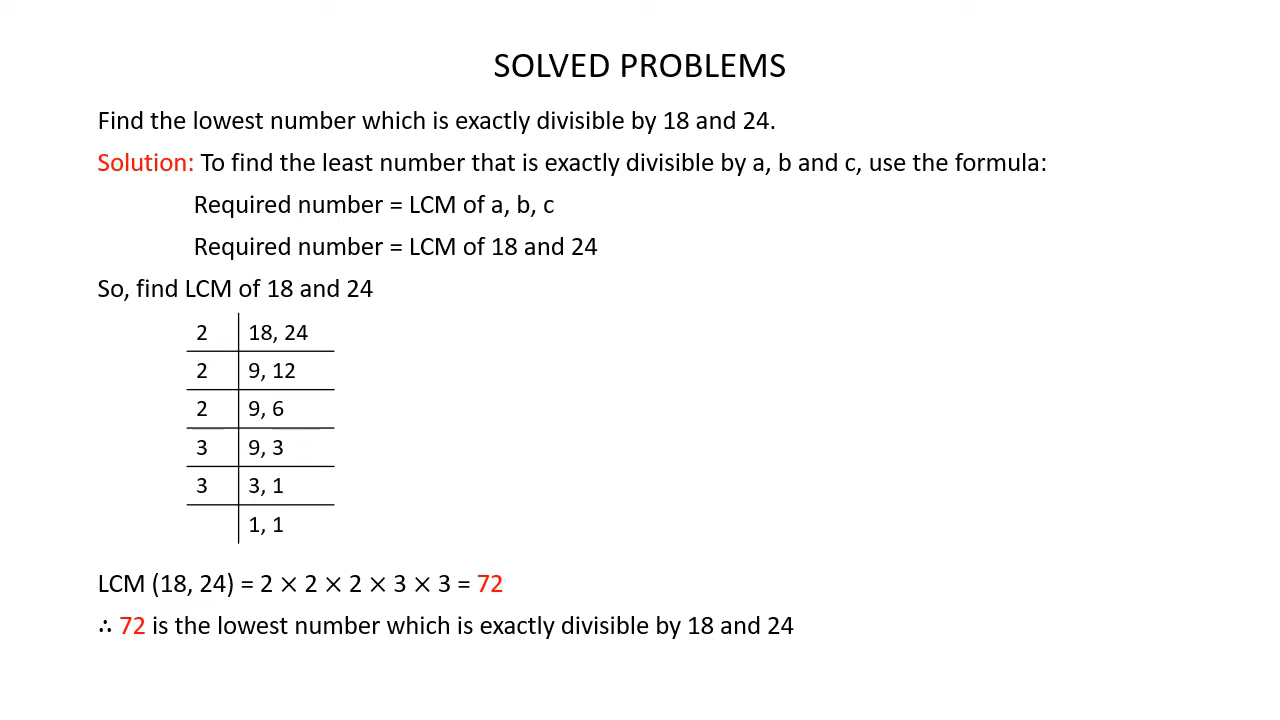 SOLVED PROBLEMS
Find the lowest number which is exactly divisible by 18 and 24.
Solution: To find the least number that is exactly divisible by a, b and c, use the formula:
Required number = LCM of a, b, c
Required number = LCM of 18 and 24
So, find LCM of 18 and 24
2 18, 24
2 9, 12
2 9, 6
3 9, 3
3 3, 1
1, 1
LCM (18, 24) = 2 × 2 × 2 × 3 × 3 = 72
∴ 72 is the lowest number which is exactly divisible by 18 and 24